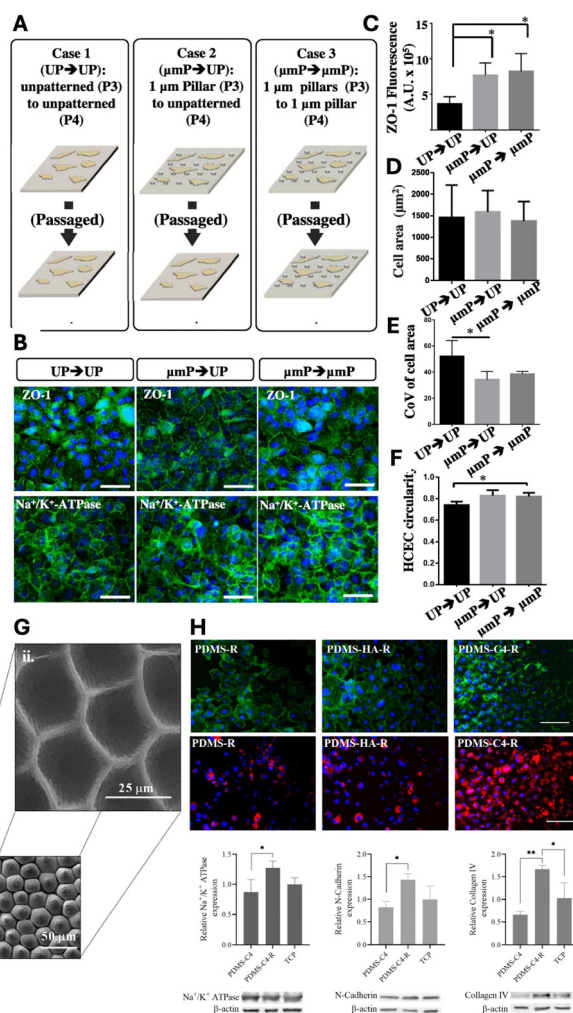 A
Case 1
(UP➔UP):
unpatterned (P3)
to unpatterned
(P4)
(Passaged)
.
Case 2
(µmP➔UP):
1 µm Pillar (P3)
to unpatterned
(P4)
(Passaged)
.
Case 3
(µmP➔µmP):
1 µm pillars (P3)
to 1 µm pillar
(P4)
(Passaged)
.
B
UP➔UP
µmP➔UP
µmP➔µmP
ZO-1
ZO-1
ZO-1
Na⁺/K⁺-ATPase
Na⁺/K⁺-ATPase
Na⁺/K⁺-ATPase
C
ZO-1 Fluorescence
(A.U. x 10⁵)
15
10
5
*
*
UP➔UP
µmP➔UP
µmP ➔ µmP
D
Cell area (µm²)
2500
2000
1500
1000
500
0
UP➔UP
µmP➔UP
µmP ➔ µmP
E
CoV of cell area
80
60
40
20
0
*
UP➔UP
µmP➔UP
µmP ➔ µmP
F
HCEC circularity
1.0
0.8
0.6
0.4
0.2
0.0
*
UP➔UP
µmP➔UP
µmP ➔ µmP
G
ii.
25 µm
50 µm
H
PDMS-R
PDMS-HA-R
PDMS-C4-R
PDMS-R
PDMS-HA-R
PDMS-C4-R
Relative Na⁺/K⁺ ATPase
expression
2.0
1.5
1.0
0.5
0.0
*
PDMS-C4
PDMS-C4-R
TCP
Na⁺/K⁺ ATPase
β-actin
Relative N-Cadherin
expression
2.0
1.5
1.0
0.5
0.0
*
PDMS-C4
PDMS-C4-R
TCP
N-Cadherin
β-actin
Relative Collagen IV
expression
2.0
1.5
1.0
0.5
0.0
**
*
PDMS-C4
PDMS-C4-R
TCP
Collagen IV
β-actin